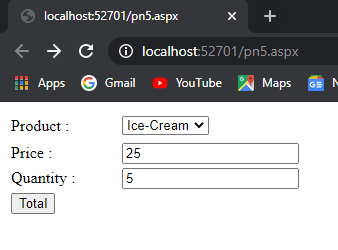 localhost:52701/pn5.aspx
localhost:52701/pn5.aspx
Apps Gmail YouTube Maps Ne
Product : Ice-Cream
Price : 25
Quantity : 5
Total